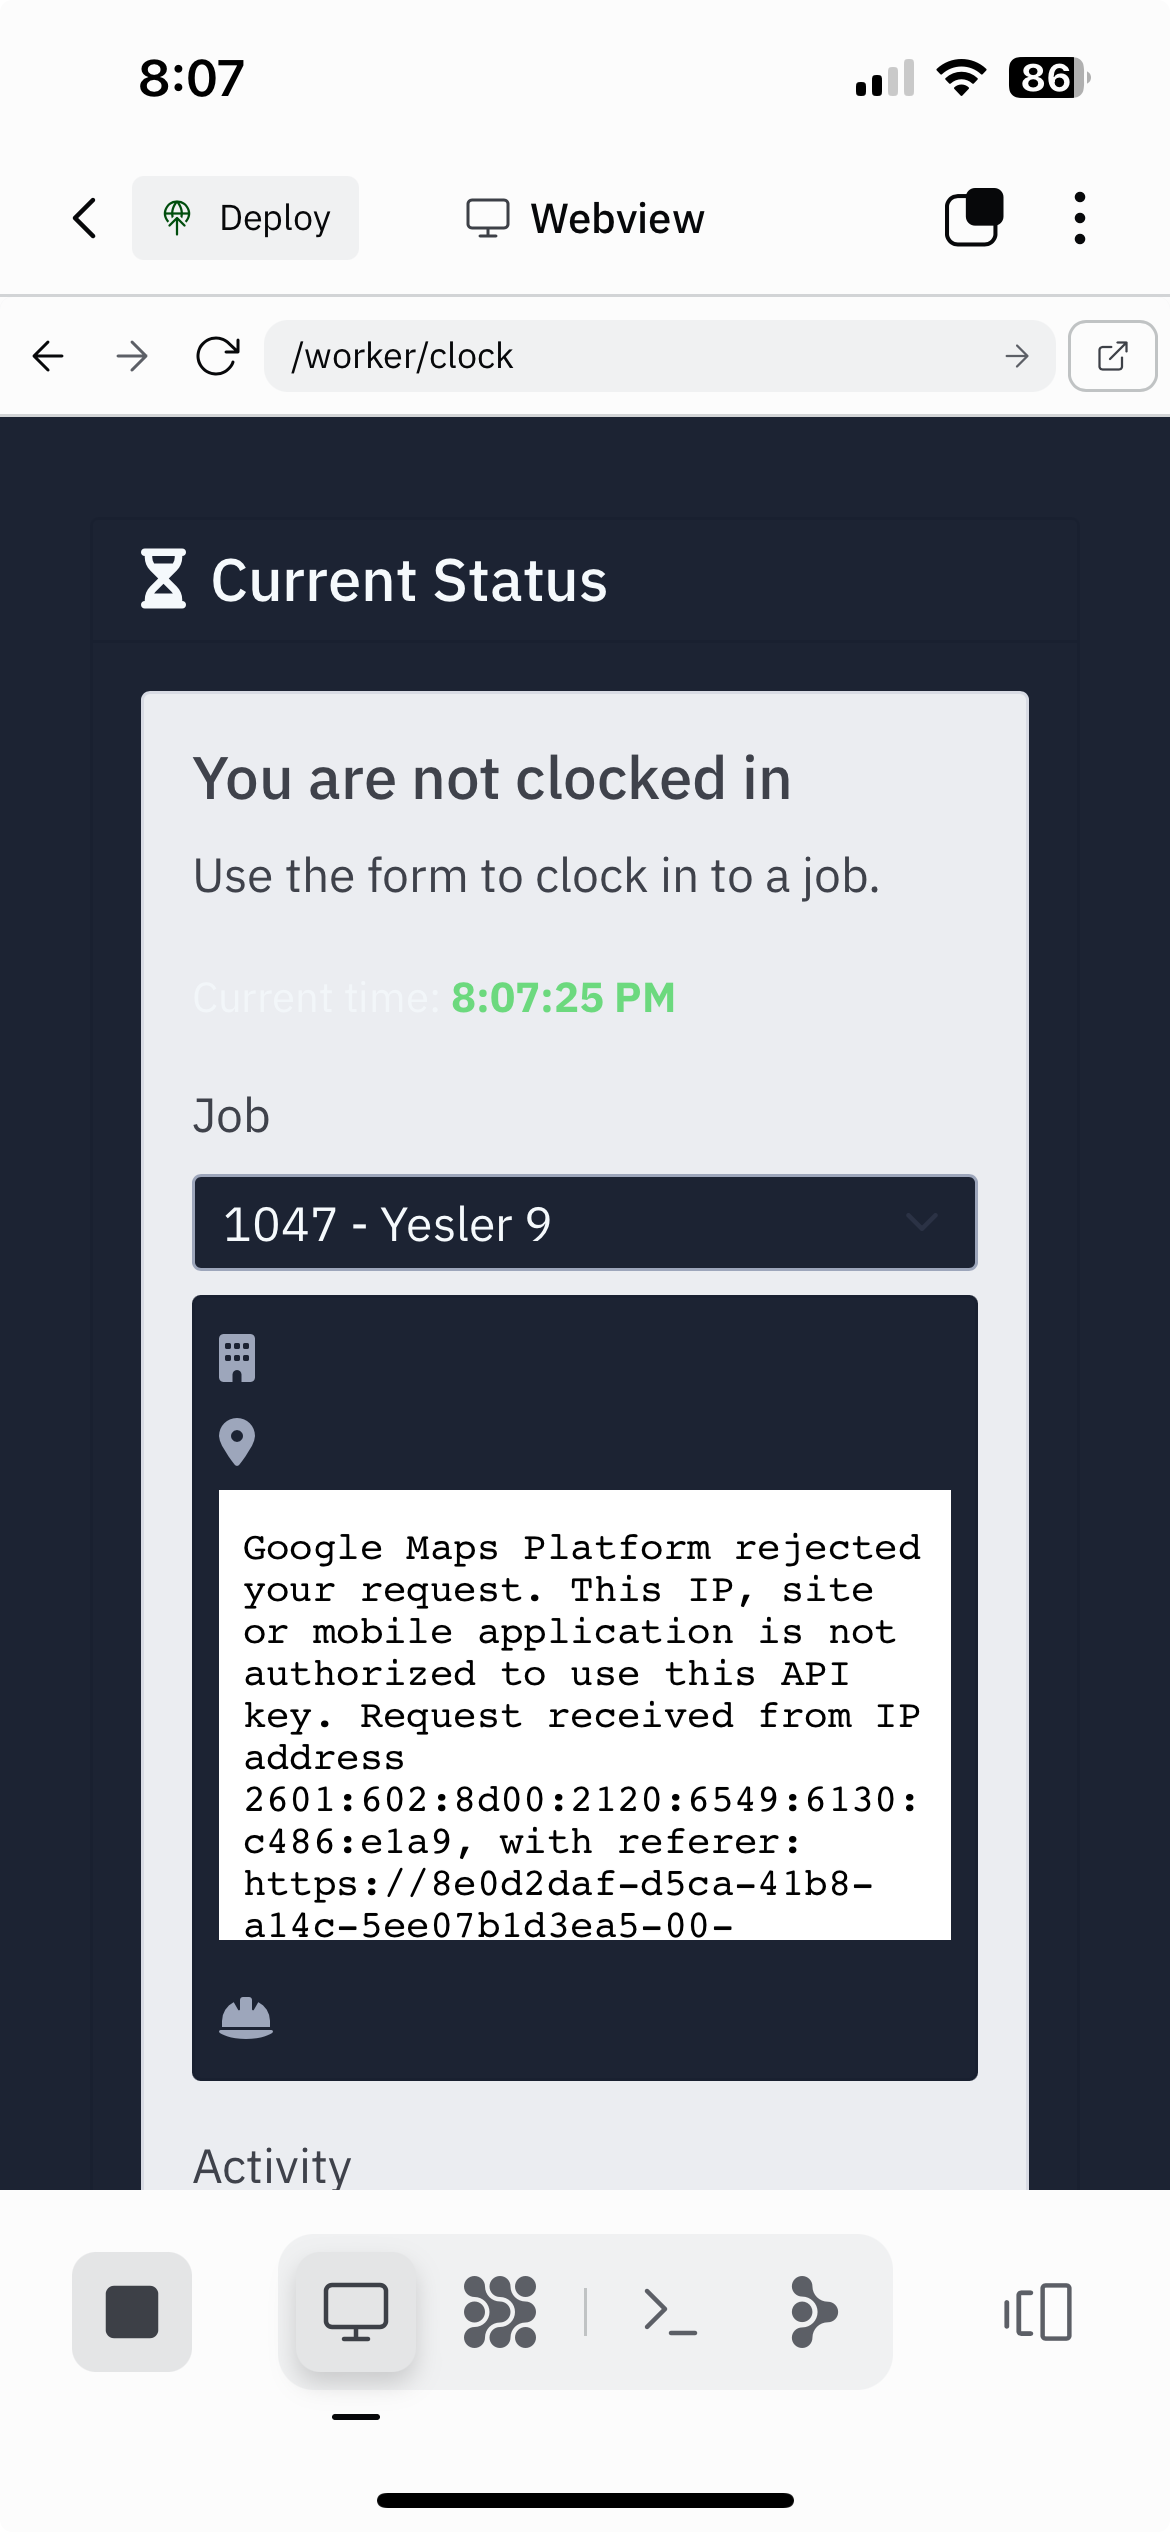 8:07
86
Deploy
Webview
/worker/clock
Current Status
You are not clocked in
Use the form to clock in to a job.
Current time: 8:07:25 PM
Job
1047 - Yesler 9
Google Maps Platform rejected
your request. This IP, site
or mobile application is not
authorized to use this API
key. Request received from IP
address
2601:602:8d00:2120:6549:6130:
c486:e1a9, with referer:
https://8e0d2daf-d5ca-41b8-
a14c-5ee07b1d3ea5-00-
Activity